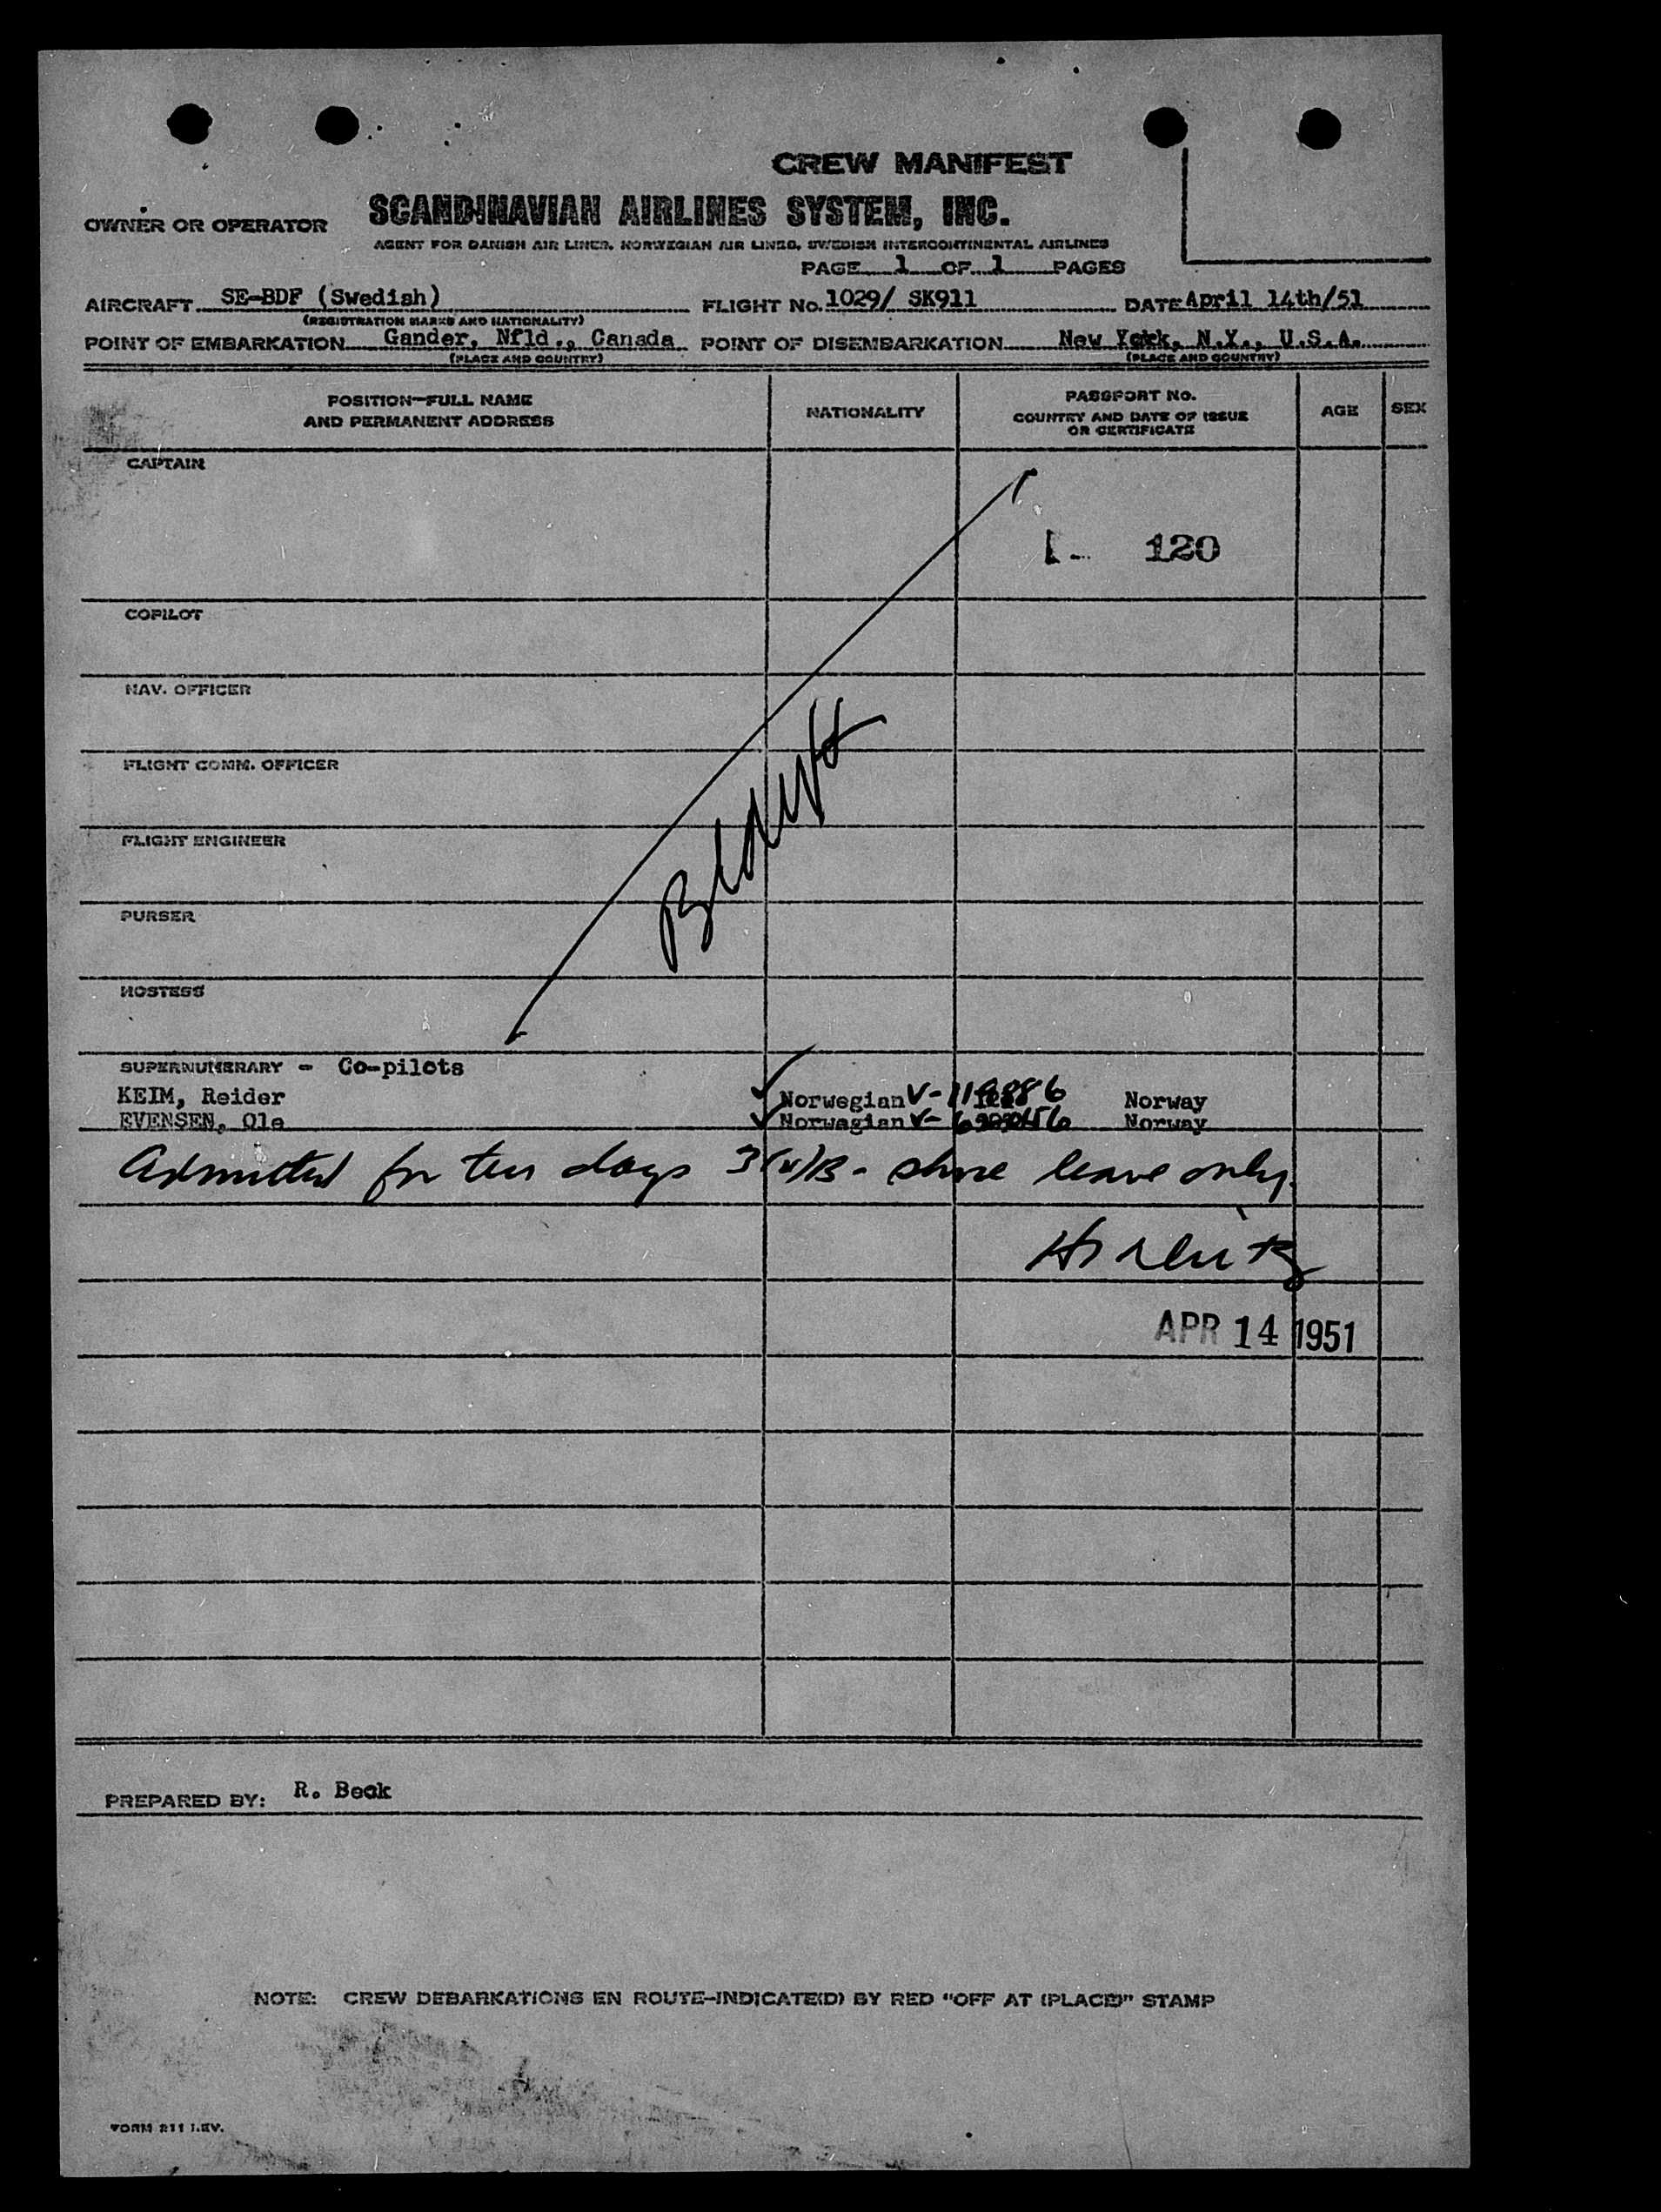 CREW MANIFEST
OWNER OR OPERATOR SCANDINAVIAN AIRLINES SYSTEM, INC.
AGENT FOR DANISH AIR LINES, NORWEGIAN AIR LINES, SWEDISH INTERCONTINENTAL AIRLINES
PAGE 1 OF 1 PAGES
AIRCRAFT SE-BDF (Swedish) FLIGHT No. 1029/ SK911 DATE April 14th/51
(REGISTRATION MARKS AND NATIONALITY)
POINT OF EMBARKATION Gander, Nfld., Canada POINT OF DISEMBARKATION New York, N.Y., U.S.A.
(PLACE AND COUNTRY) (PLACE AND COUNTRY)
POSITION—FULL NAME AND PERMANENT ADDRESS NATIONALITY PASSPORT No. COUNTRY AND DATE OF ISSUE OR CERTIFICATE AGE SEX
CAPTAIN
120
COPILOT
NAV. OFFICER
FLIGHT COMM. OFFICER
FLIGHT ENGINEER
PURSER
HOSTESS
SUPERNUMERARY - Co-pilots
KEIM, Reider Norwegian V- Norway
EVENSEN, Ole Norwegian V- Norway
Admitted for ten days 3(5)B - shore leave only.
APR 14 1951
PREPARED BY: R. Beck
NOTE: CREW DEBARKATIONS EN ROUTE-INDICATE(D) BY RED "OFF AT (PLACE)" STAMP
FORM 211 REV.